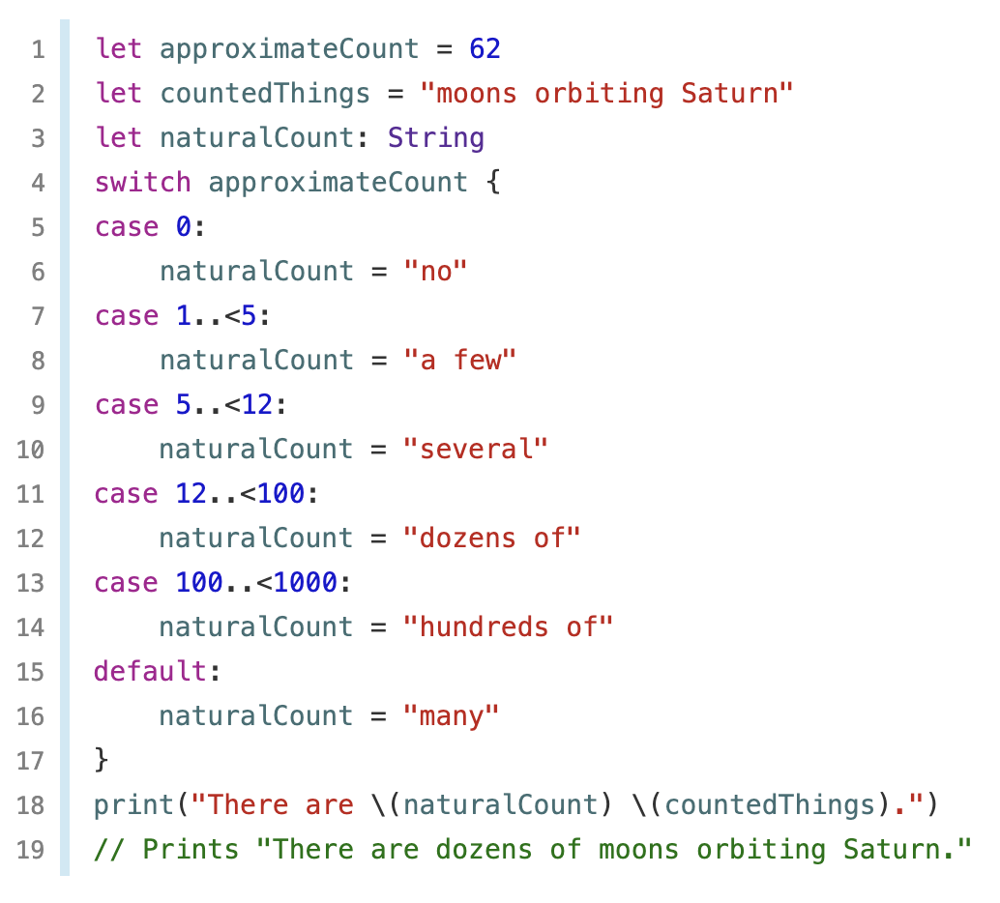 1 let approximateCount = 62
2 let countedThings = "moons orbiting Saturn"
3 let naturalCount: String
4 switch approximateCount {
5 case 0:
6     naturalCount = "no"
7 case 1..<5:
8     naturalCount = "a few"
9 case 5..<12:
10     naturalCount = "several"
11 case 12..<100:
12     naturalCount = "dozens of"
13 case 100..<1000:
14     naturalCount = "hundreds of"
15 default:
16     naturalCount = "many"
17 }
18 print("There are \(naturalCount) \(countedThings).")
19 // Prints "There are dozens of moons orbiting Saturn."